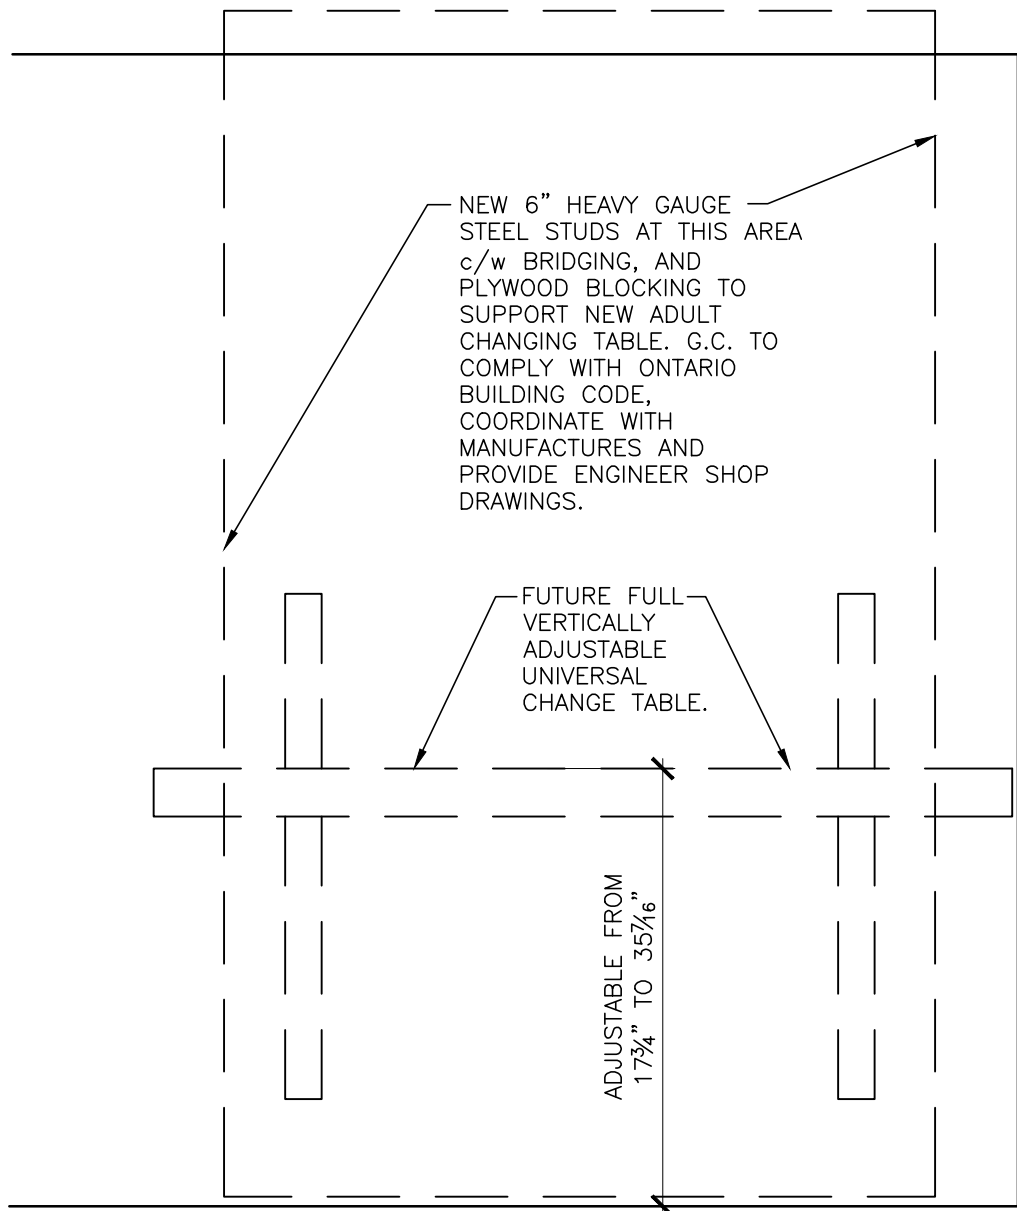 NEW 6” HEAVY GAUGE
STEEL STUDS AT THIS AREA
c/w BRIDGING, AND
PLYWOOD BLOCKING TO
SUPPORT NEW ADULT
CHANGING TABLE. G.C. TO
COMPLY WITH ONTARIO
BUILDING CODE,
COORDINATE WITH
MANUFACTURES AND
PROVIDE ENGINEER SHOP
DRAWINGS.
FUTURE FULL
VERTICALLY
ADJUSTABLE
UNIVERSAL
CHANGE TABLE.
ADJUSTABLE FROM
17¾” TO 35 7⁄16”